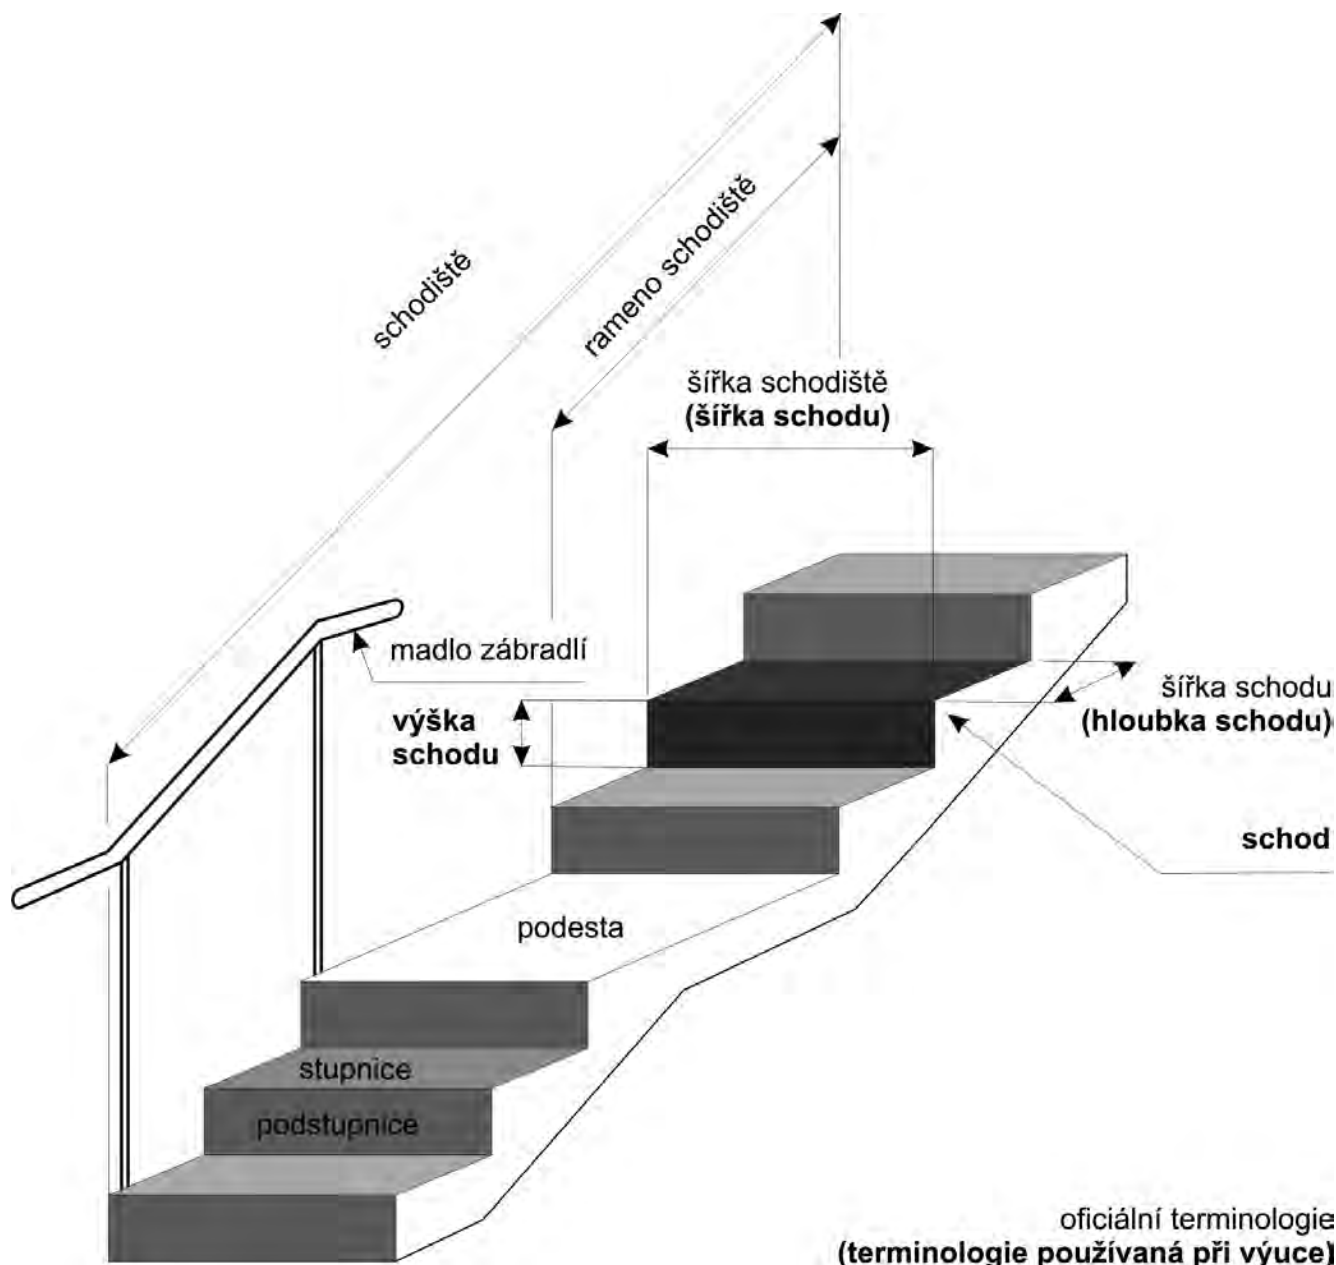 schodiště
rameno schodiště
šířka schodiště
(šířka schodu)
madlo zábradlí
výška
schodu
šířka schodu
(hloubka schodu)
schod
podesta
stupnice
podstupnice
oficiální terminologie
(terminologie používaná při výuce)